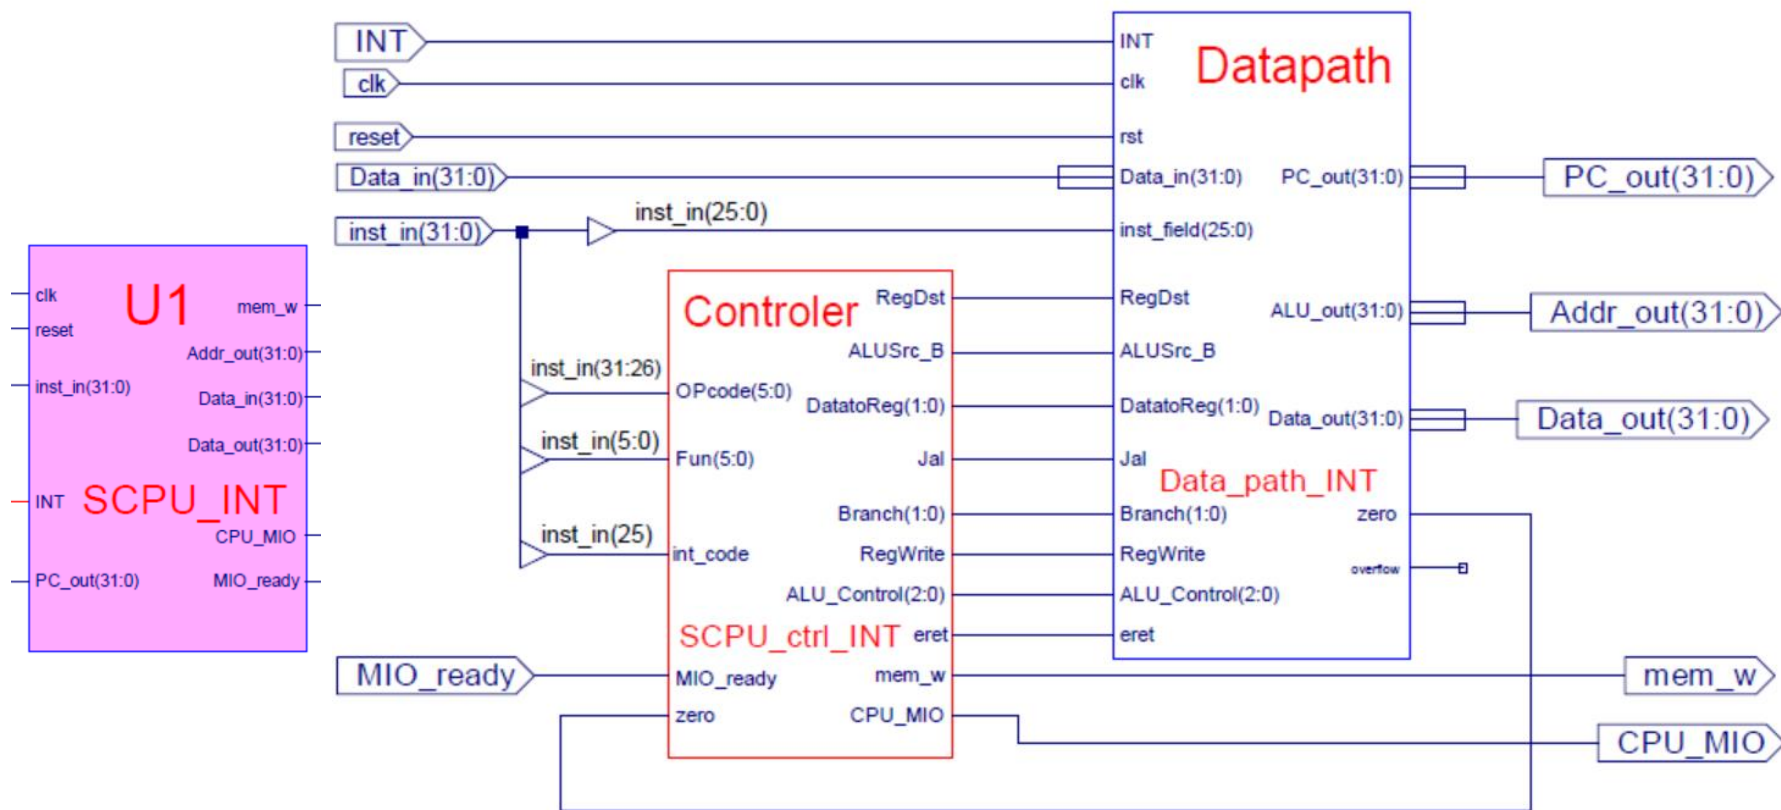 clk
U1
mem_w
reset
Addr_out(31:0)
inst_in(31:0)
Data_in(31:0)
Data_out(31:0)
INT
SCPU_INT
CPU_MIO
PC_out(31:0)
MIO_ready
INT
clk
reset
Data_in(31:0)
inst_in(31:0)
inst_in(25:0)
inst_in(31:26)
inst_in(5:0)
inst_in(25)
MIO_ready
Controler
RegDst
ALUSrc_B
OPcode(5:0)
DatatoReg(1:0)
Fun(5:0)
Jal
Branch(1:0)
int_code
RegWrite
ALU_Control(2:0)
SCPU_ctrl_INT
eret
MIO_ready
mem_w
zero
CPU_MIO
INT
Datapath
clk
rst
Data_in(31:0)
PC_out(31:0)
inst_field(25:0)
RegDst
ALU_out(31:0)
ALUSrc_B
DatatoReg(1:0)
Data_out(31:0)
Jal
Data_path_INT
Branch(1:0)
zero
RegWrite
overflow
ALU_Control(2:0)
eret
PC_out(31:0)
Addr_out(31:0)
Data_out(31:0)
mem_w
CPU_MIO